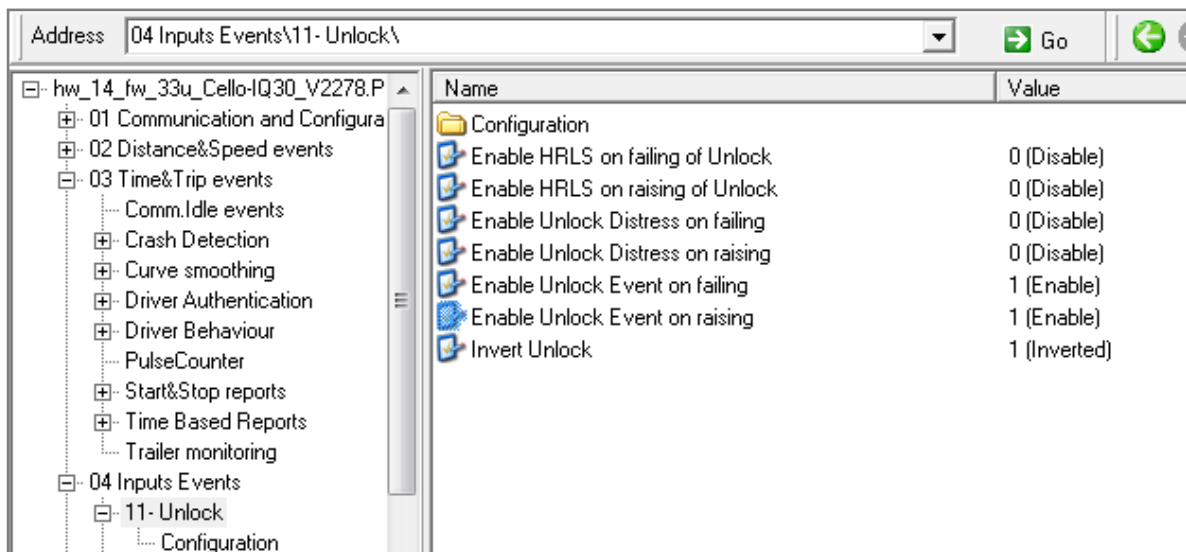 Address 04 Inputs Events\11- Unlock\ Go
hw_14_fw_33u_Cello-IQ30_V2278.P
01 Communication and Configura
02 Distance&Speed events
03 Time&Trip events
Comm.Idle events
Crash Detection
Curve smoothing
Driver Authentication
Driver Behaviour
PulseCounter
Start&Stop reports
Time Based Reports
Trailer monitoring
04 Inputs Events
11- Unlock
Configuration
Name Value
Configuration
Enable HRLS on failing of Unlock 0 (Disable)
Enable HRLS on raising of Unlock 0 (Disable)
Enable Unlock Distress on failing 0 (Disable)
Enable Unlock Distress on raising 0 (Disable)
Enable Unlock Event on failing 1 (Enable)
Enable Unlock Event on raising 1 (Enable)
Invert Unlock 1 (Inverted)